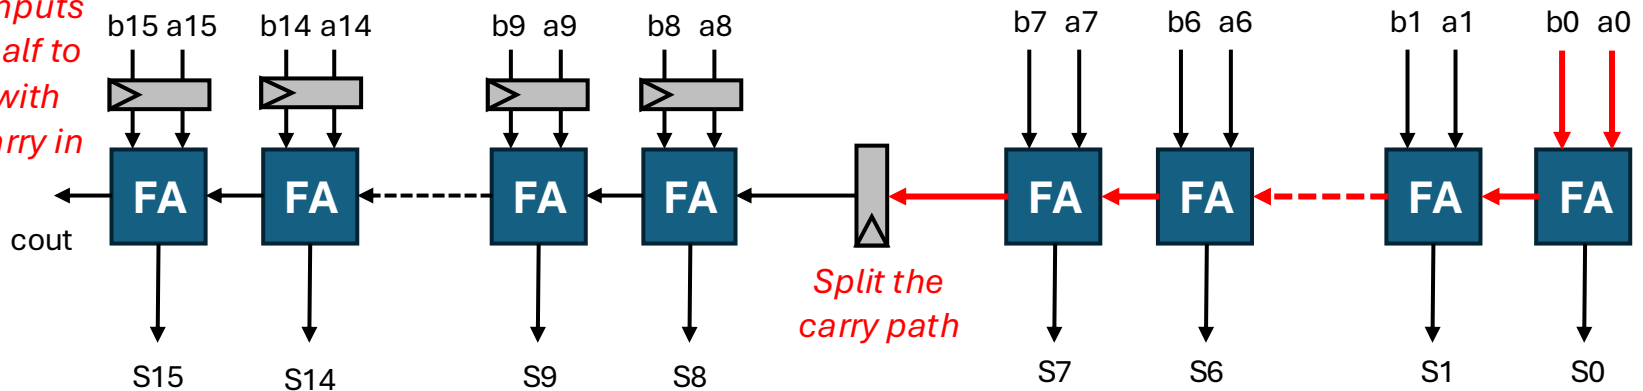 b15 a15 b14 a14 b9 a9 b8 a8 b7 a7 b6 a6 b1 a1 b0 a0
alf to
with
FA FA FA FA FA FA FA FA
cout
Split the
carry path
S15 S14 S9 S8 S7 S6 S1 S0
in